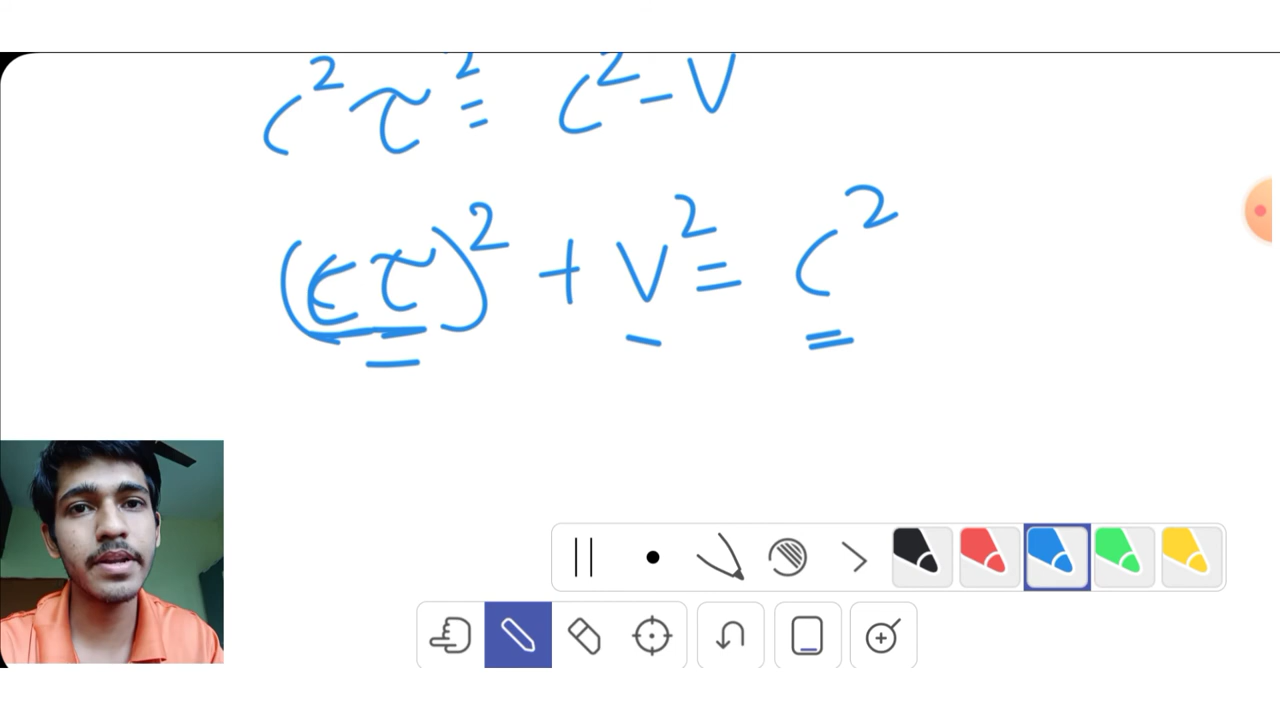 c²τ² = c² - v
(cτ)² + v² = c²